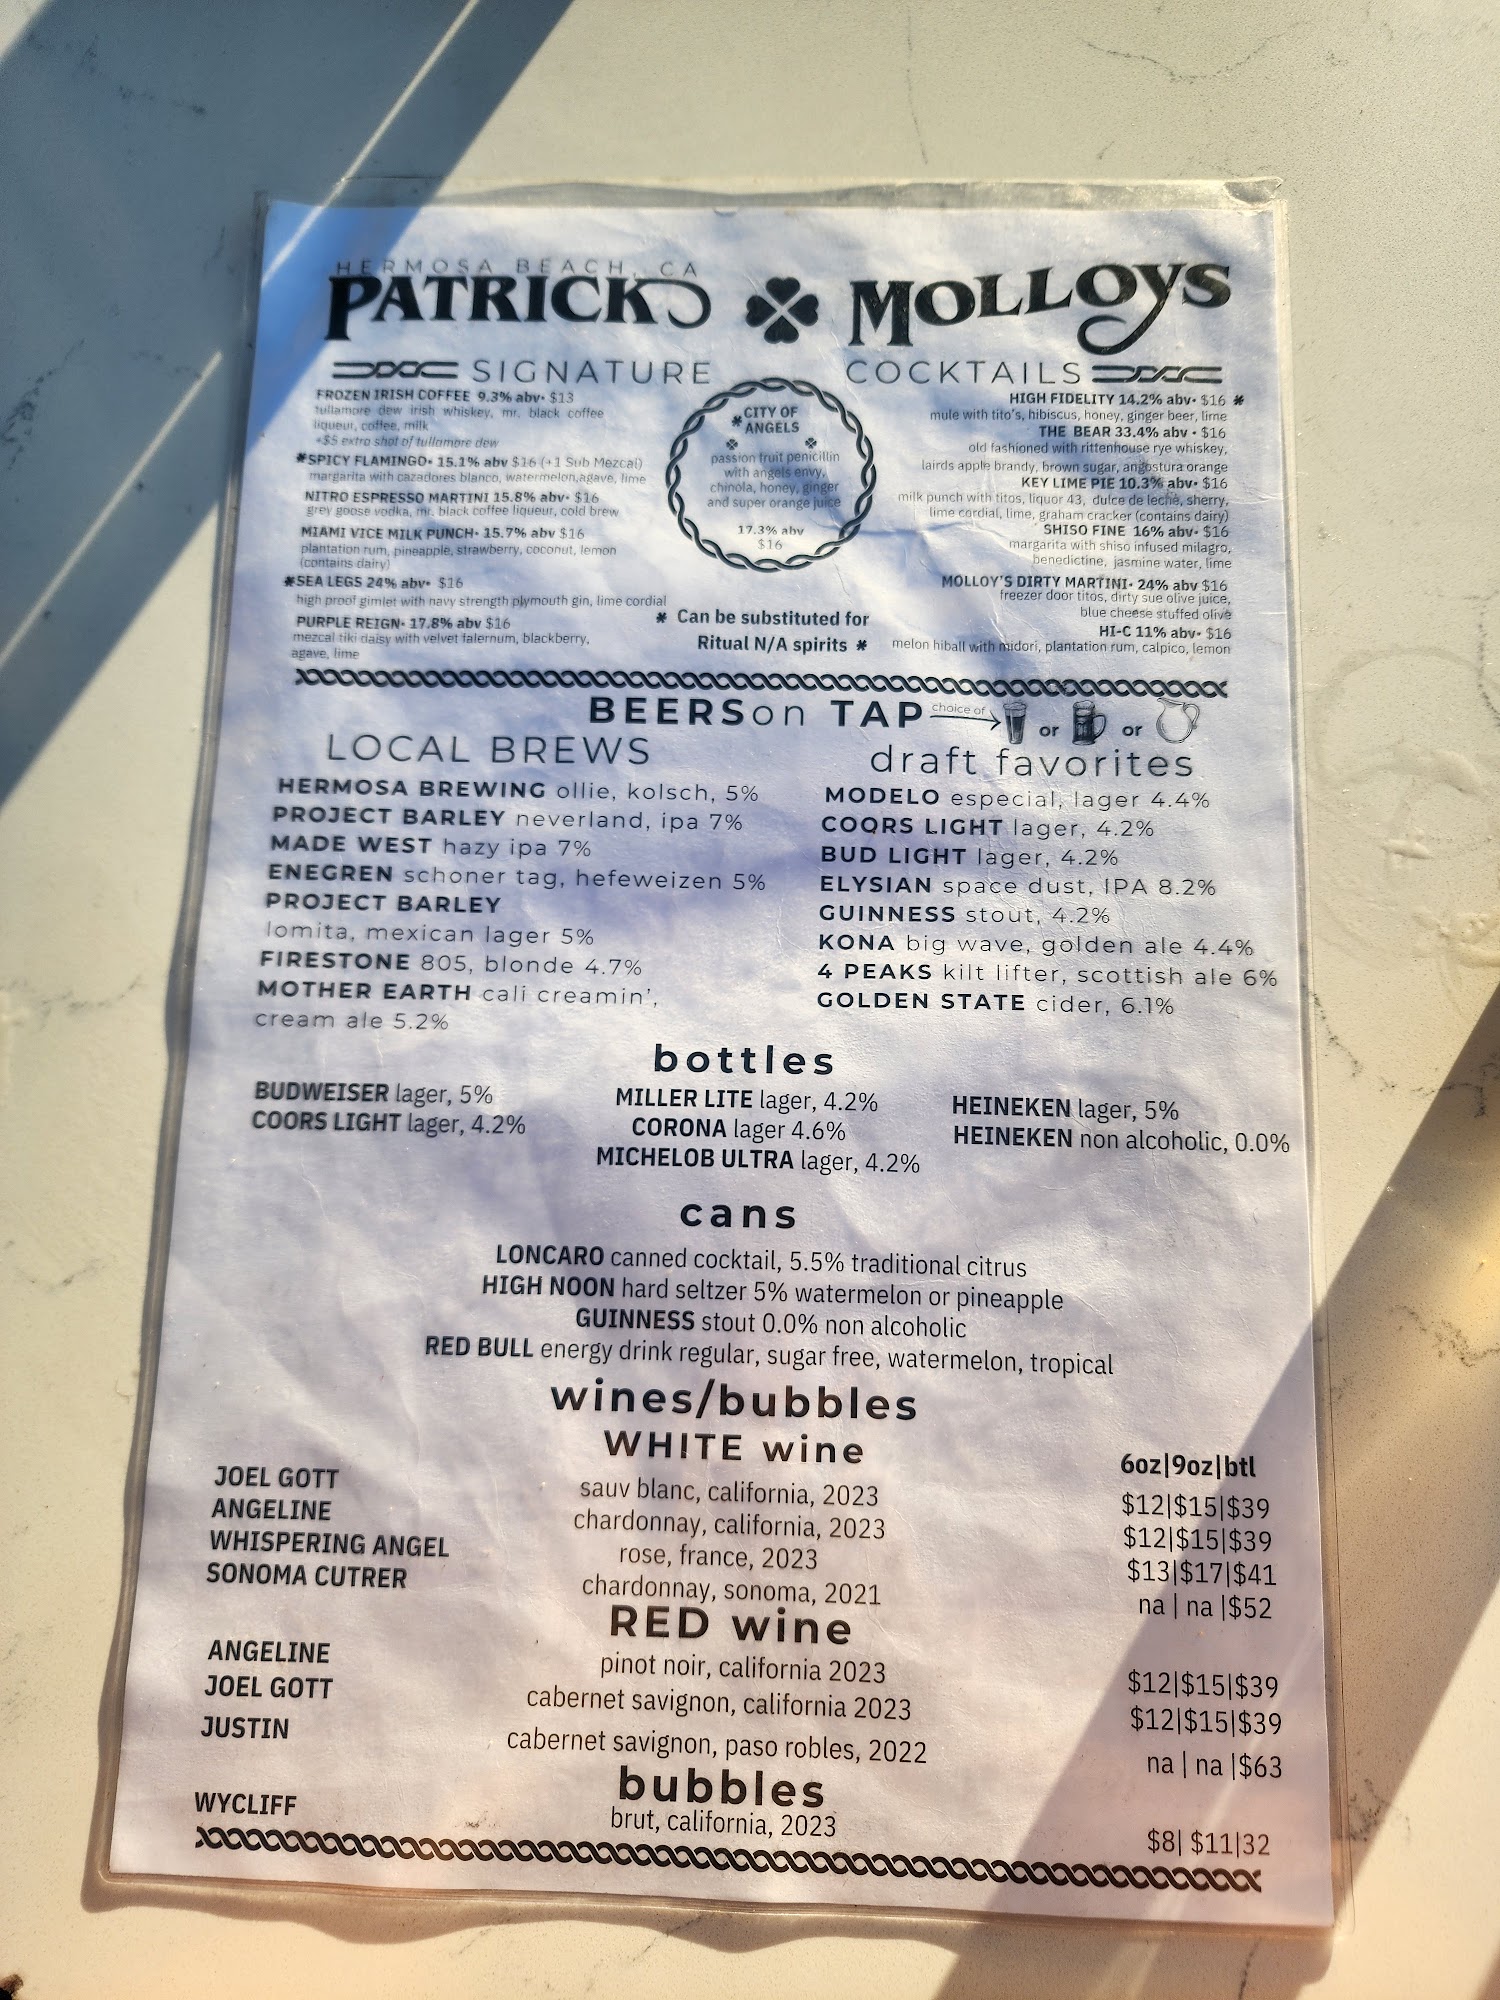 HERMOSA BEACH, CA
PATRICK MOLLOYS
SIGNATURE COCKTAILS
FROZEN IRISH COFFEE 9.3% abv• $13
tullamore dew irish whiskey, mr. black coffee
liqueur, coffee, milk
+$5 extra shot of tullamore dew
*SPICY FLAMINGO• 15.1% abv $16 (+1 Sub Mezcal)
margarita with cazadores blanco, watermelon,agave, lime
NITRO ESPRESSO MARTINI 15.8% abv• $16
grey goose vodka, mr. black coffee liqueur, cold brew
MIAMI VICE MILK PUNCH• 15.7% abv $16
plantation rum, pineapple, strawberry, coconut, lemon
(contains dairy)
*SEA LEGS 24% abv• $16
high proof gimlet with navy strength plymouth gin, lime cordial
PURPLE REIGN• 17.8% abv $16
mezcal tiki daisy with velvet falernum, blackberry,
agave, lime
*CITY OF
ANGELS
passion fruit penicillin
with angels envy,
chinola, honey, ginger
and super orange juice
17.3% abv
$16
* Can be substituted for
Ritual N/A spirits *
HIGH FIDELITY 14.2% abv• $16 *
mule with tito's, hibiscus, honey, ginger beer, lime
THE BEAR 33.4% abv • $16
old fashioned with rittenhouse rye whiskey,
lairds apple brandy, brown sugar, angostura orange
KEY LIME PIE 10.3% abv• $16
milk punch with titos, liquor 43, dulce de leche, sherry,
lime cordial, lime, graham cracker (contains dairy)
SHISO FINE 16% abv• $16
margarita with shiso infused milagro,
benedictine, jasmine water, lime
MOLLOY'S DIRTY MARTINI• 24% abv $16
freezer door titos, dirty sue olive juice,
blue cheese stuffed olive
HI-C 11% abv• $16
melon hiball with midori, plantation rum, calpico, lemon
BEERS on TAP choice of or or
LOCAL BREWS
HERMOSA BREWING ollie, kolsch, 5%
PROJECT BARLEY neverland, ipa 7%
MADE WEST hazy ipa 7%
ENEGREN schoner tag, hefeweizen 5%
PROJECT BARLEY
lomita, mexican lager 5%
FIRESTONE 805, blonde 4.7%
MOTHER EARTH cali creamin',
cream ale 5.2%
draft favorites
MODELO especial, lager 4.4%
COORS LIGHT lager, 4.2%
BUD LIGHT lager, 4.2%
ELYSIAN space dust, IPA 8.2%
GUINNESS stout, 4.2%
KONA big wave, golden ale 4.4%
4 PEAKS kilt lifter, scottish ale 6%
GOLDEN STATE cider, 6.1%
bottles
BUDWEISER lager, 5%
COORS LIGHT lager, 4.2%
MILLER LITE lager, 4.2%
CORONA lager 4.6%
MICHELOB ULTRA lager, 4.2%
HEINEKEN lager, 5%
HEINEKEN non alcoholic, 0.0%
cans
LONCARO canned cocktail, 5.5% traditional citrus
HIGH NOON hard seltzer 5% watermelon or pineapple
GUINNESS stout 0.0% non alcoholic
RED BULL energy drink regular, sugar free, watermelon, tropical
wines/bubbles
WHITE wine 6oz|9oz|btl
JOEL GOTT sauv blanc, california, 2023 $12|$15|$39
ANGELINE chardonnay, california, 2023 $12|$15|$39
WHISPERING ANGEL rose, france, 2023 $13|$17|$41
SONOMA CUTRER chardonnay, sonoma, 2021 na | na |$52
RED wine
ANGELINE pinot noir, california 2023 $12|$15|$39
JOEL GOTT cabernet savignon, california 2023 $12|$15|$39
JUSTIN cabernet savignon, paso robles, 2022 na | na |$63
bubbles
WYCLIFF brut, california, 2023 $8| $11|32